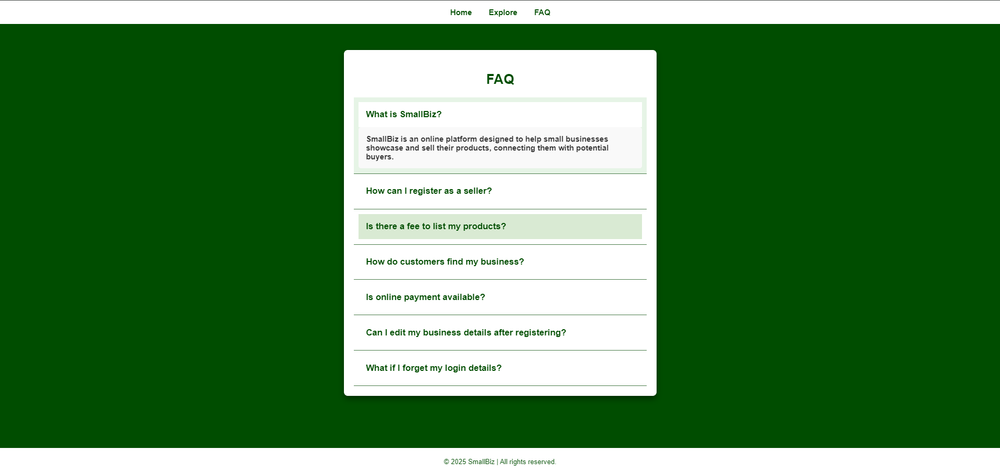 Home Explore FAQ
FAQ
What is SmallBiz?
SmallBiz is an online platform designed to help small businesses
showcase and sell their products, connecting them with potential
buyers.
How can I register as a seller?
Is there a fee to list my products?
How do customers find my business?
Is online payment available?
Can I edit my business details after registering?
What if I forget my login details?
© 2025 SmallBiz | All rights reserved.